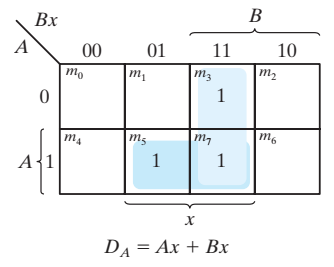 Bx
B
A
00 01 11 10
m₀ m₁ m₃ m₂
0 1
m₄ m₅ m₇ m₆
A { 1 1 1
x
D_A = Ax + Bx